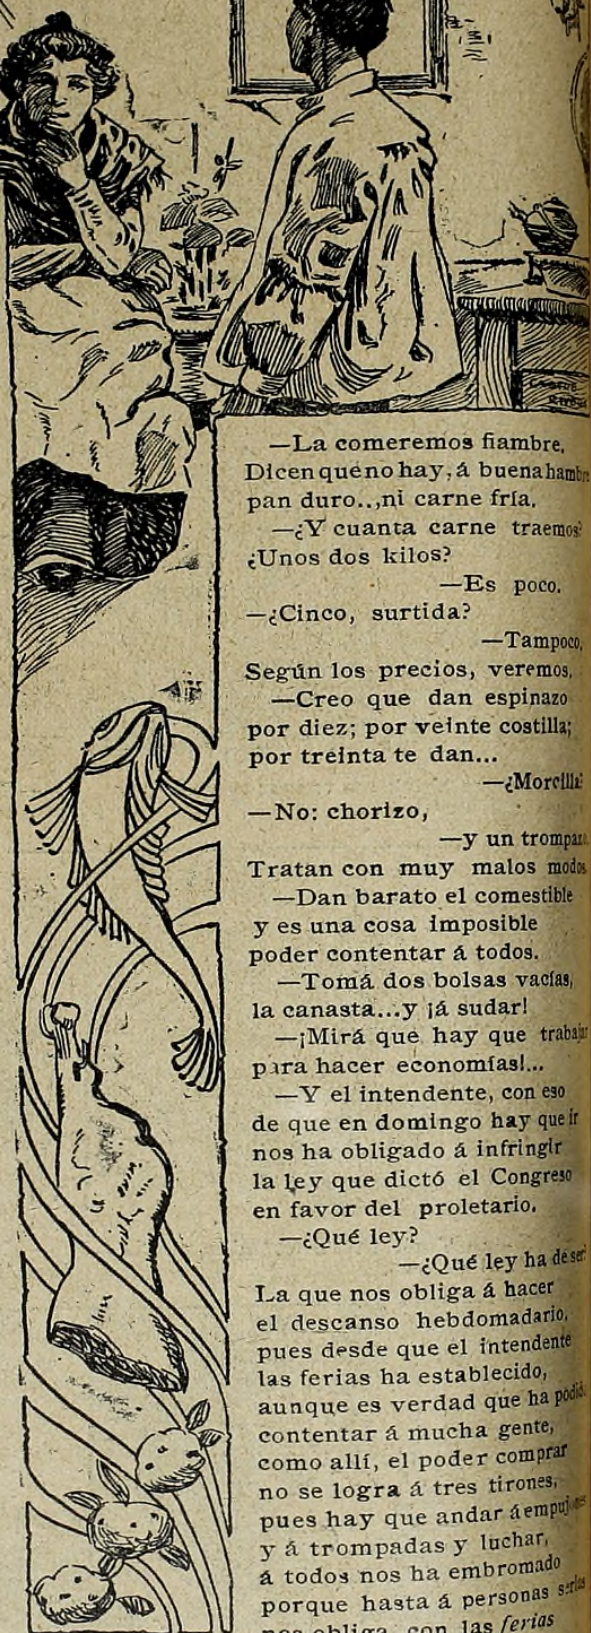 —La comeremos fiambre.
Dicen que no hay, á buena hambre
pan duro..,ni carne fría.
—¿Y cuanta carne traemos?
¿Unos dos kilos?
—Es poco.
—¿Cinco, surtida?
—Tampoco.
Según los precios, veremos.
—Creo que dan espinazo
por diez; por veinte costilla;
por treinta te dan...
—¿Morcilla?
—No: chorizo,
—y un trompazo.
Tratan con muy malos modos.
—Dan barato el comestible
y es una cosa imposible
poder contentar á todos.
—Tomá dos bolsas vacías,
la canasta...y ¡á sudar!
—¡Mirá que hay que trabajar
para hacer economías!...
—Y el intendente, con eso
de que en domingo hay que ir
nos ha obligado á infringir
la ley que dictó el Congreso
en favor del proletario.
—¿Qué ley?
—¿Qué ley ha de ser?
La que nos obliga á hacer
el descanso hebdomadario,
pues desde que el intendente
las ferias ha establecido,
aunque es verdad que ha podido
contentar á mucha gente,
como allí, el poder comprar
no se logra á tres tirones,
pues hay que andar á empujones
y á trompadas y luchar,
á todos nos ha embromado
porque hasta á personas serias
nos obliga, con las ferias